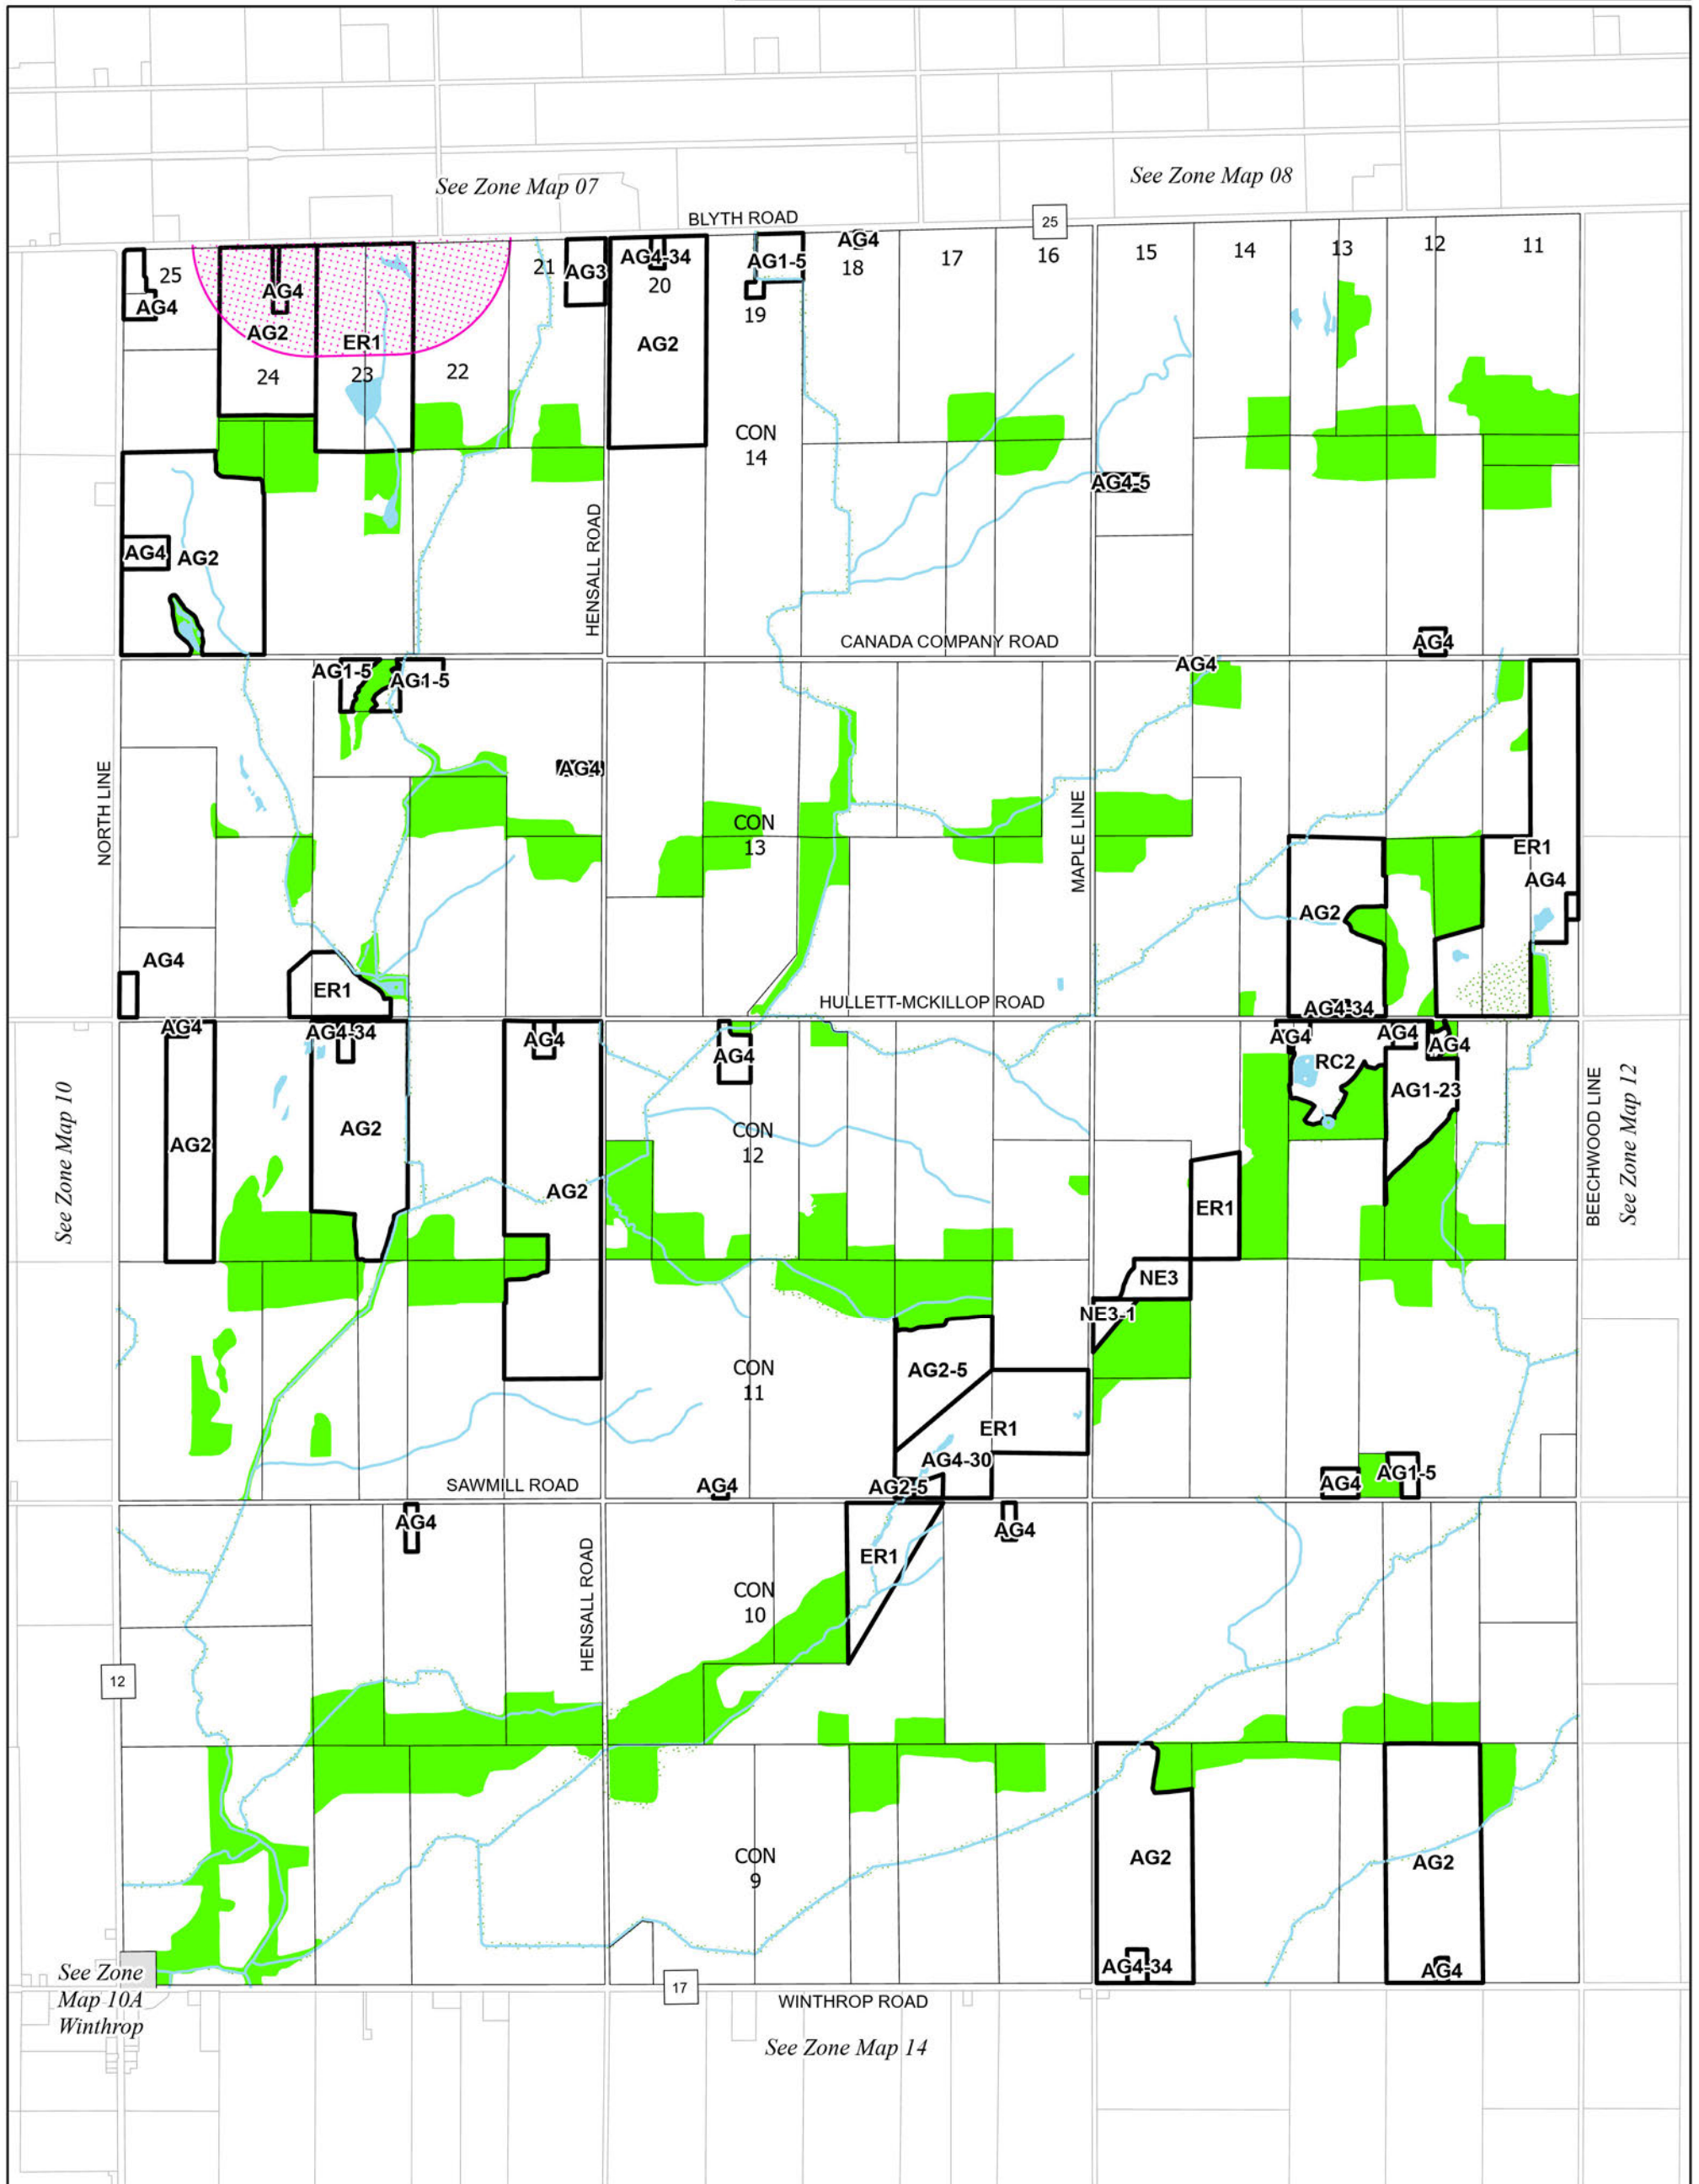 See Zone Map 07
See Zone Map 08
BLYTH ROAD
25
AG4
AG4-34
AG1-5
25
21
AG3
20
18
17
16
15
14
13
12
11
AG4
AG4
19
AG2
ER1
AG2
24
23
22
CON
14
AG4-5
HENSALL ROAD
AG4
AG2
CANADA COMPANY ROAD
AG4
AG1-5
AG1-5
AG4
AG4
NORTH LINE
CON
13
MAPLE LINE
ER1
AG4
AG2
AG4
ER1
HULLETT-MCKILLOP ROAD
AG4-34
AG4
AG4-34
AG4
AG4
AG4
AG4
AG4
RC2
AG1-23
See Zone Map 10
BEECHWOOD LINE
See Zone Map 12
AG2
AG2
AG2
CON
12
ER1
NE3
NE3-1
CON
11
AG2-5
ER1
AG4-30
AG2-5
SAWMILL ROAD
AG4
AG4
AG1-5
AG4
AG4
ER1
HENSALL ROAD
CON
10
12
CON
9
AG2
AG2
AG4-34
AG4
See Zone
Map 10A
Winthrop
17
WINTHROP ROAD
See Zone Map 14